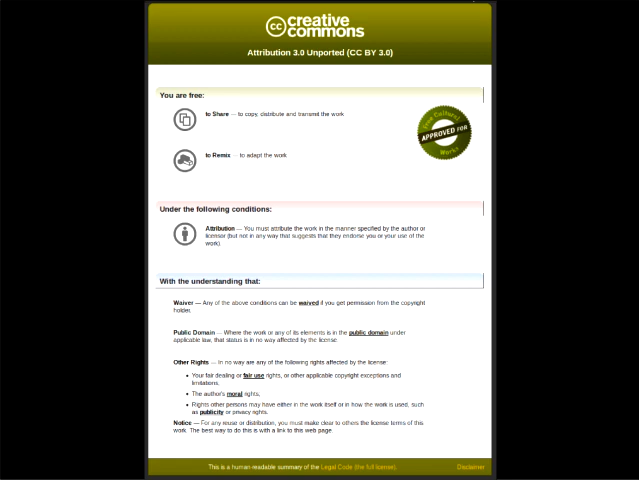 cc creative
commons
Attribution 3.0 Unported (CC BY 3.0)
You are free:
to Share — to copy, distribute and transmit the work
to Remix — to adapt the work
Free Cultural
APPROVED FOR
Works
Under the following conditions:
Attribution — You must attribute the work in the manner specified by the author or
licensor (but not in any way that suggests that they endorse you or your use of the
work).
With the understanding that:
Waiver — Any of the above conditions can be waived if you get permission from the copyright
holder.
Public Domain — Where the work or any of its elements is in the public domain under
applicable law, that status is in no way affected by the license.
Other Rights — In no way are any of the following rights affected by the license:
• Your fair dealing or fair use rights, or other applicable copyright exceptions and
limitations;
• The author's moral rights;
• Rights other persons may have either in the work itself or in how the work is used, such
as publicity or privacy rights.
Notice — For any reuse or distribution, you must make clear to others the license terms of this
work. The best way to do this is with a link to this web page.
This is a human-readable summary of the Legal Code (the full license).
Disclaimer